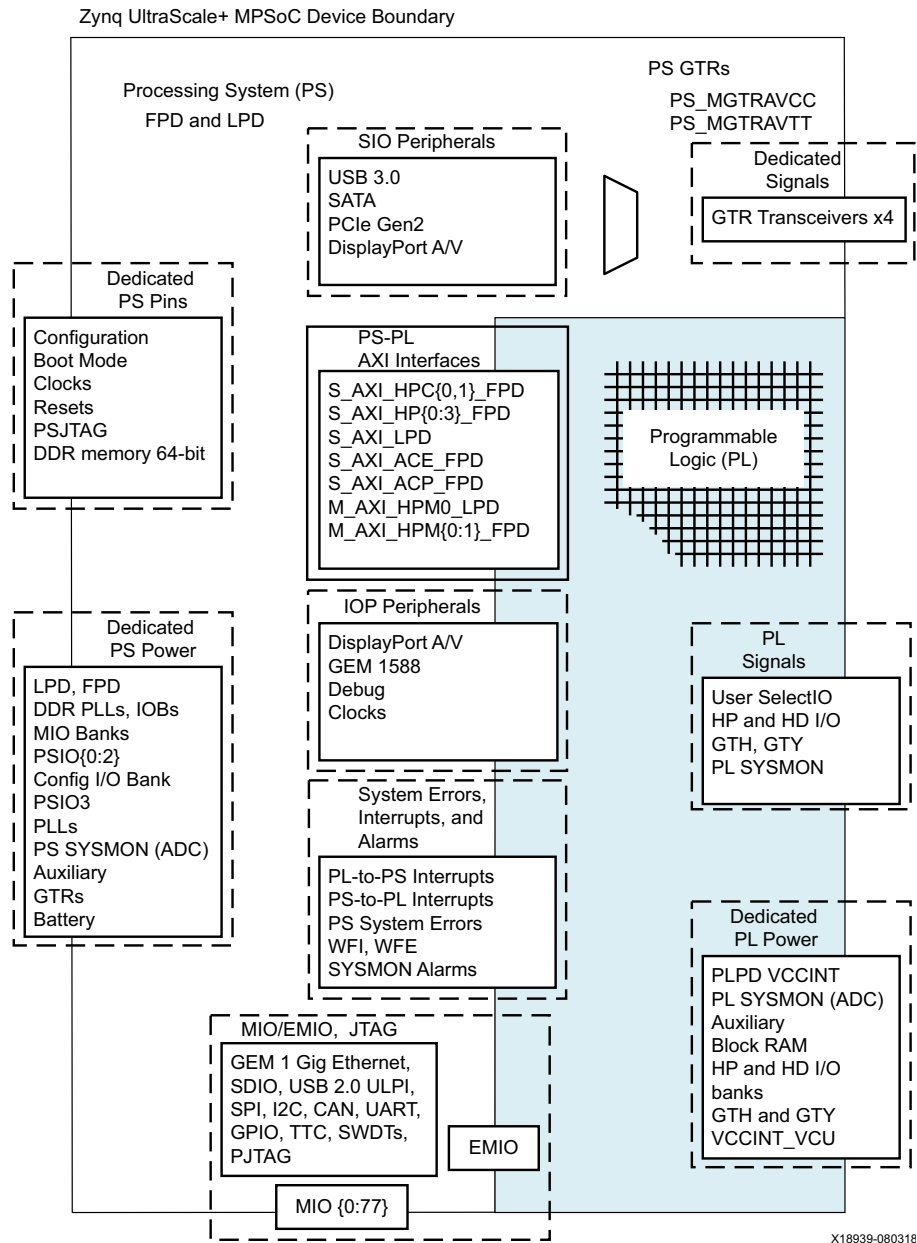 Zynq UltraScale+ MPSoC Device Boundary
Processing System (PS)
FPD and LPD
PS GTRs
PS_MGTRAVCC
PS_MGTRAVTT
SIO Peripherals
USB 3.0
SATA
PCIe Gen2
DisplayPort A/V
Dedicated
Signals
GTR Transceivers x4
Dedicated
PS Pins
Configuration
Boot Mode
Clocks
Resets
PSJTAG
DDR memory 64-bit
PS-PL
AXI Interfaces
S_AXI_HPC{0,1}_FPD
S_AXI_HP{0:3}_FPD
S_AXI_LPD
S_AXI_ACE_FPD
S_AXI_ACP_FPD
M_AXI_HPM0_LPD
M_AXI_HPM{0:1}_FPD
Programmable
Logic (PL)
Dedicated
PS Power
LPD, FPD
DDR PLLs, IOBs
MIO Banks
PSIO{0:2}
Config I/O Bank
PSIO3
PLLs
PS SYSMON (ADC)
Auxiliary
GTRs
Battery
IOP Peripherals
DisplayPort A/V
GEM 1588
Debug
Clocks
PL
Signals
User SelectIO
HP and HD I/O
GTH, GTY
PL SYSMON
System Errors,
Interrupts, and
Alarms
PL-to-PS Interrupts
PS-to-PL Interrupts
PS System Errors
WFI, WFE
SYSMON Alarms
Dedicated
PL Power
PLPD VCCINT
PL SYSMON (ADC)
Auxiliary
Block RAM
HP and HD I/O
banks
GTH and GTY
VCCINT_VCU
MIO/EMIO, JTAG
GEM 1 Gig Ethernet,
SDIO, USB 2.0 ULPI,
SPI, I2C, CAN, UART,
GPIO, TTC, SWDTs,
PJTAG
EMIO
MIO {0:77}
X18939-080318